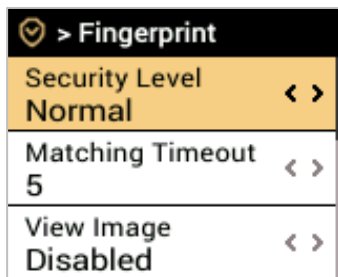 > Fingerprint
Security Level
Normal
Matching Timeout
5
View Image
Disabled